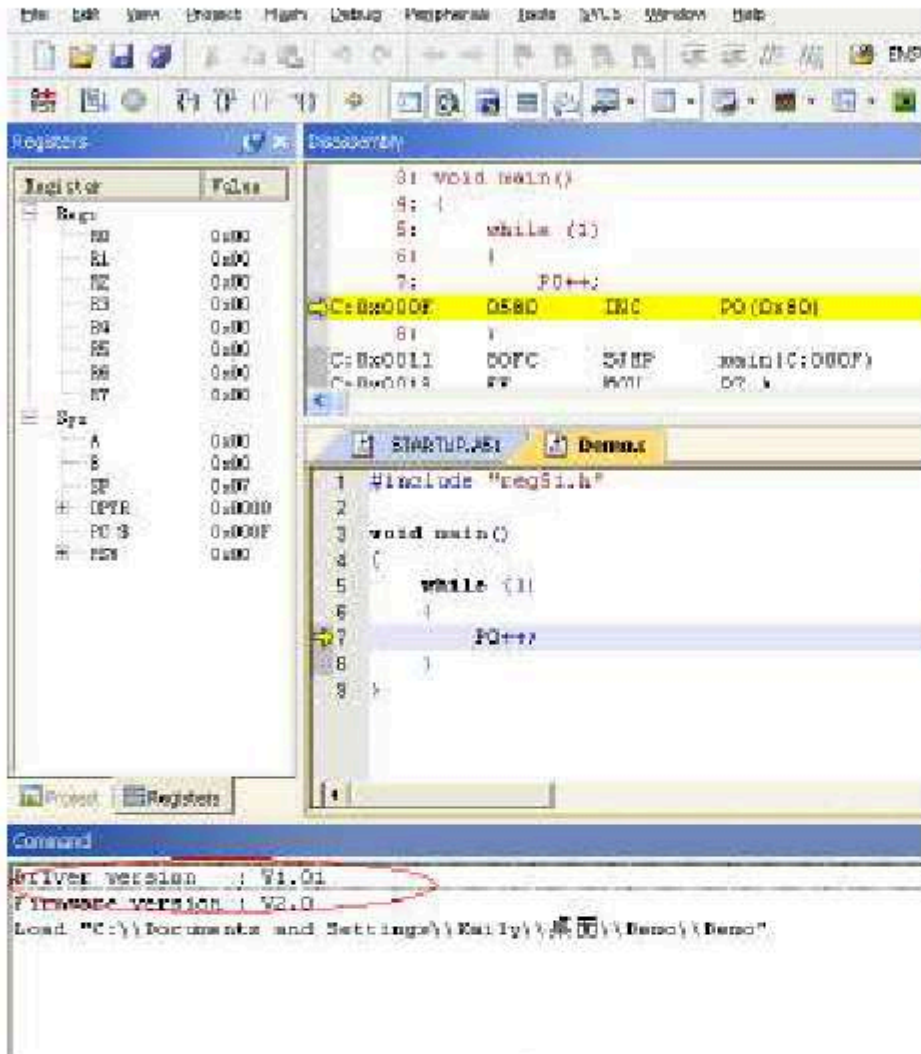 File Edit View Project Flash Debug Peripherals Tools SVCS Window Help
Registers
Disassembly
Register Value
Regs
R0 0x00
R1 0x00
R2 0x00
R3 0x00
R4 0x00
R5 0x00
R6 0x00
R7 0x00
Sys
A 0x00
B 0x00
SP 0x07
DPTR 0x0000
PC $ 0x000F
PSW 0x00
3: void main()
4: {
5: while (1)
6: {
7: P0++;
C:0x000F 0580 INC P0(0x80)
8: }
C:0x0011 80FC SJMP main(C:000F)
C:0x0013
STARTUP.A51 Demo.c
1 #include "reg51.h"
2
3 void main()
4 {
5 while (1)
6 {
7 P0++;
8 }
9 }
Project Registers
Command
Driver version : V1.01
Firmware version : V2.0
Load "C:\\Documents and Settings\\Emily\\桌面\\Demo\\Demo"